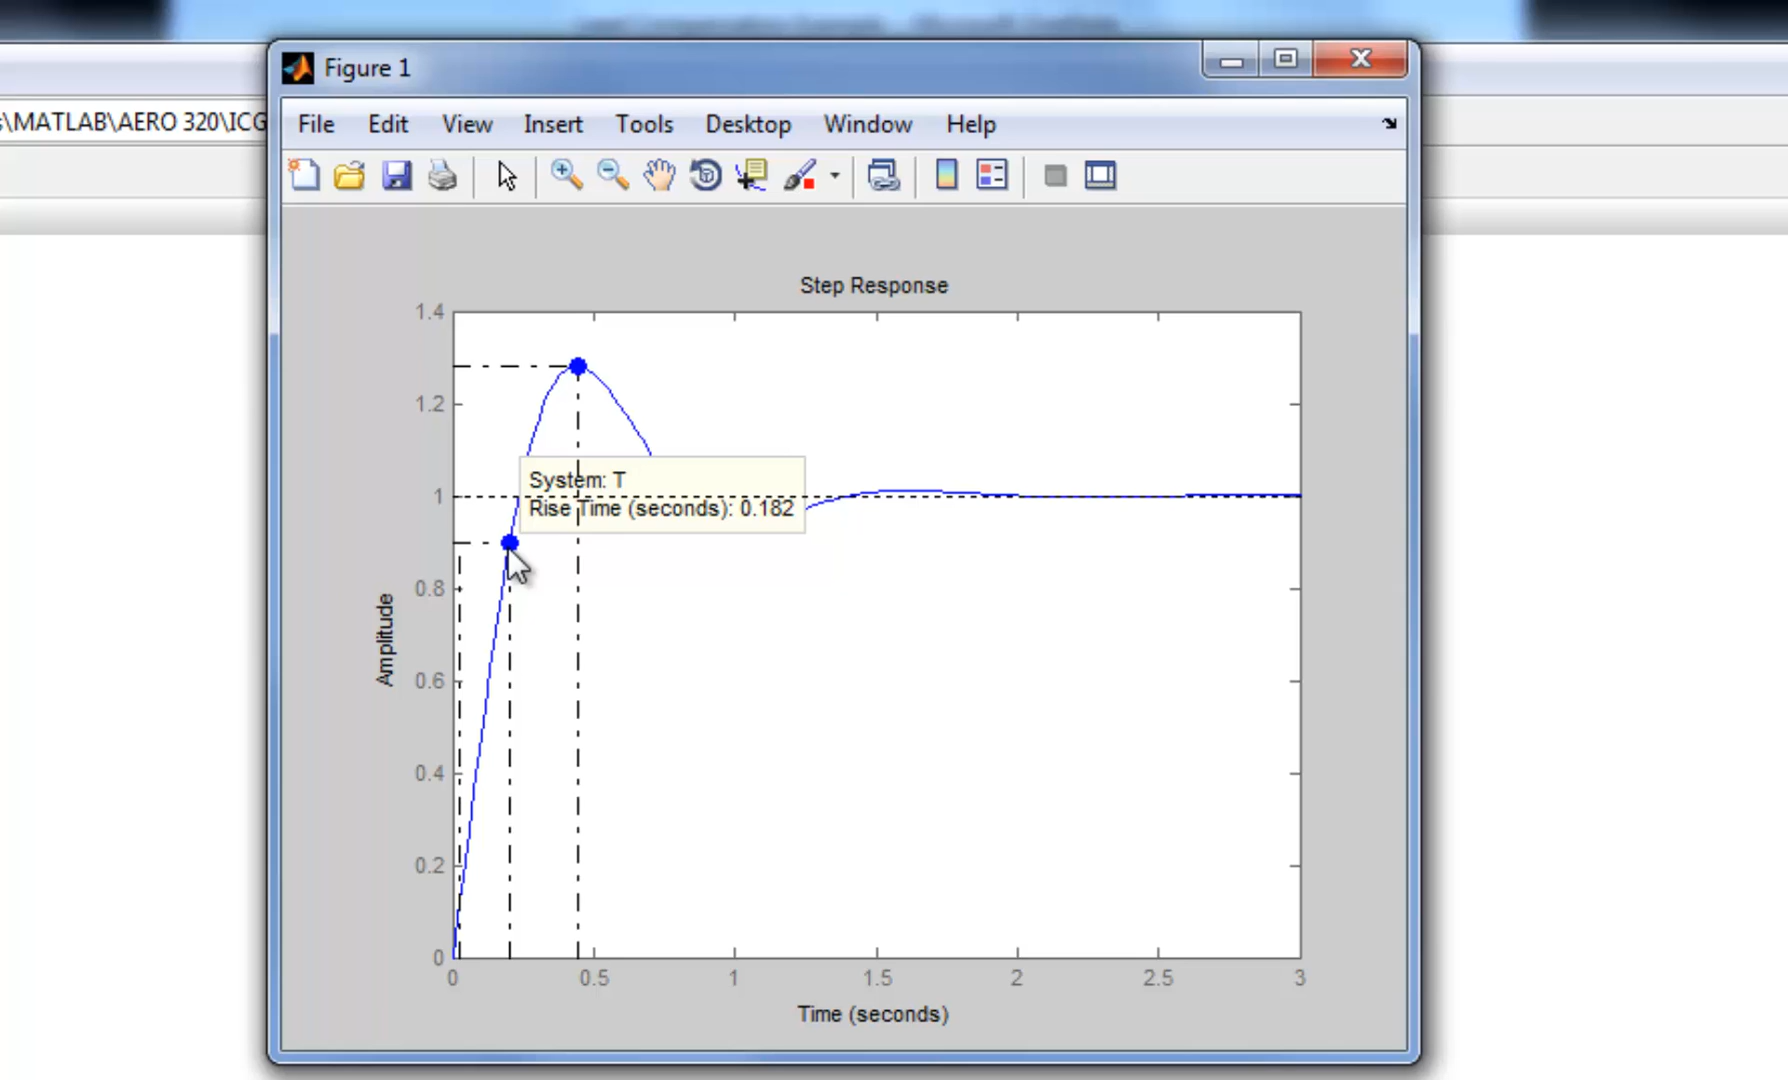 Figure 1
\MATLAB\AERO 320\ICG
File Edit View Insert Tools Desktop Window Help
Step Response
1.4
1.2
System: T
1
Rise Time (seconds): 0.182
0.8
Amplitude
0.6
0.4
0.2
0
0 0.5 1 1.5 2 2.5 3
Time (seconds)